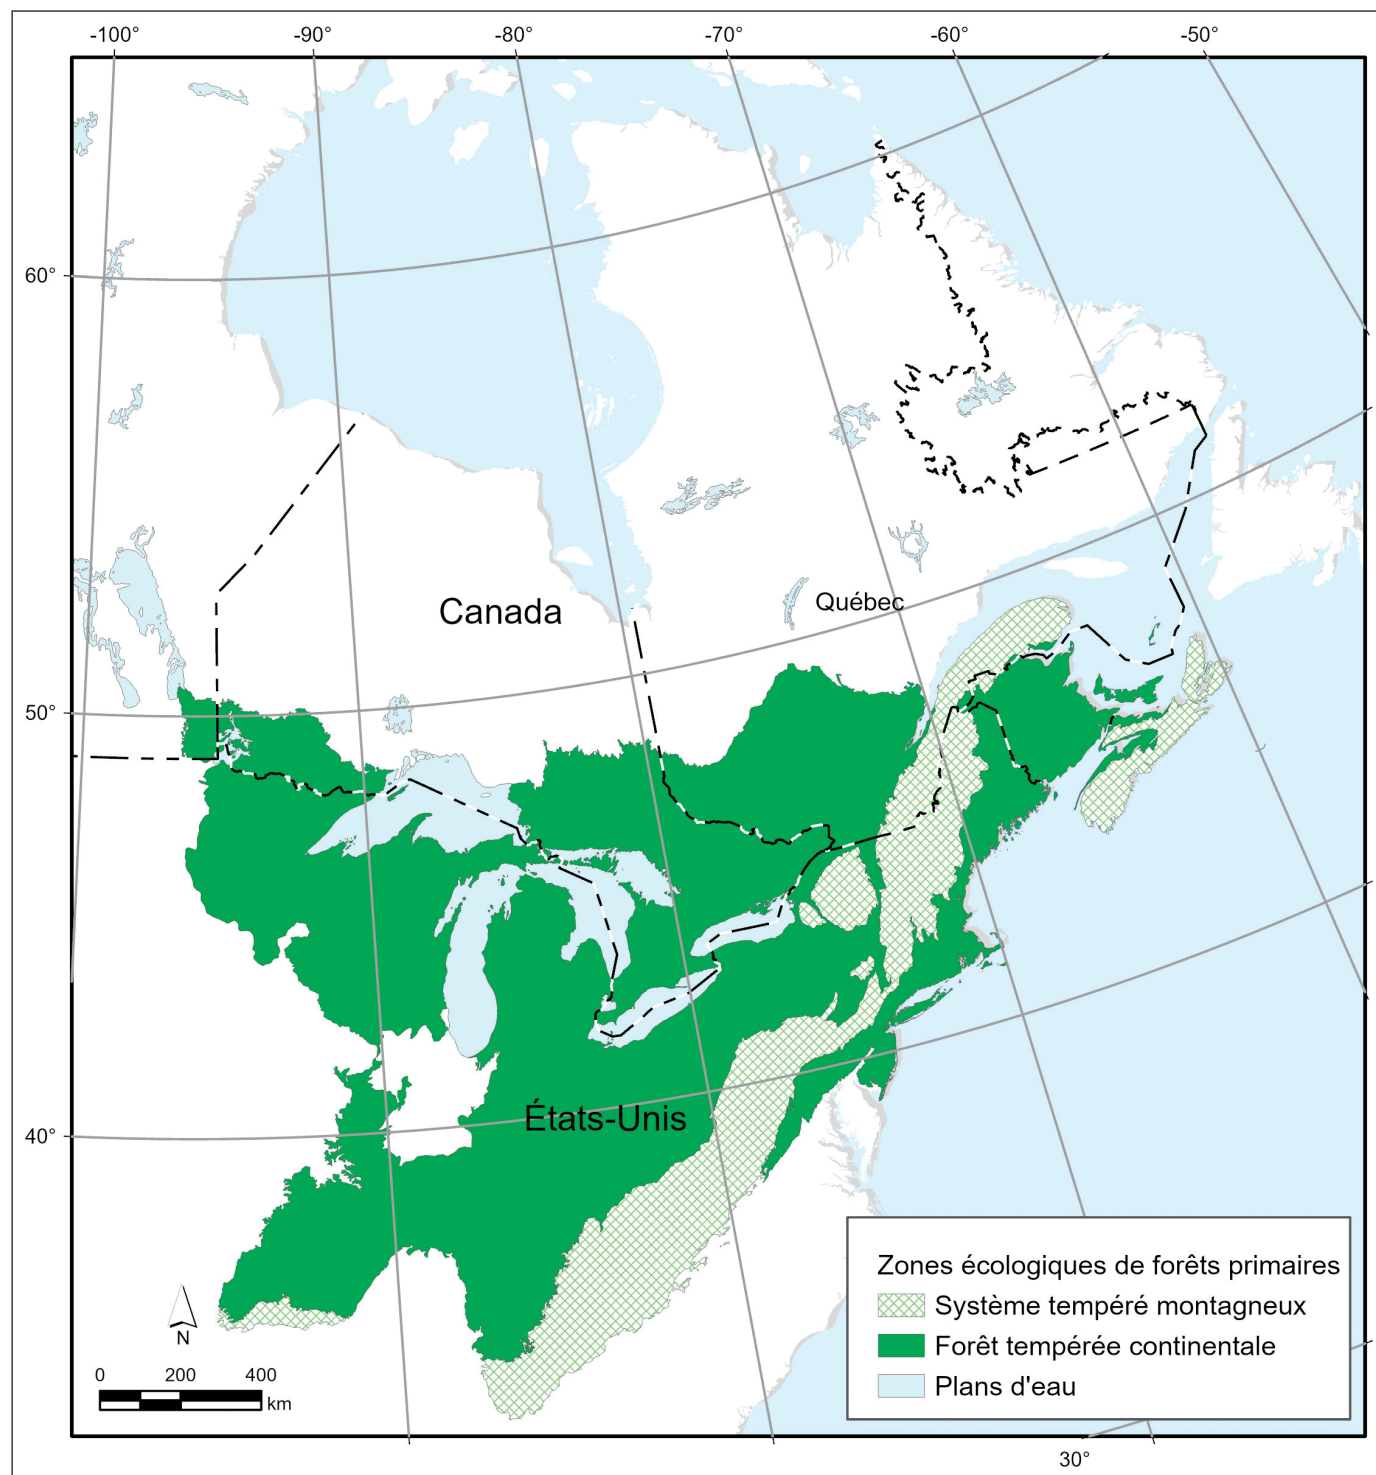 -100°
-90°
-80°
-70°
-60°
-50°
60°
50°
40°
30°
Canada
Québec
États-Unis
N
0 200 400
km
Zones écologiques de forêts primaires
Système tempéré montagneux
Forêt tempérée continentale
Plans d'eau